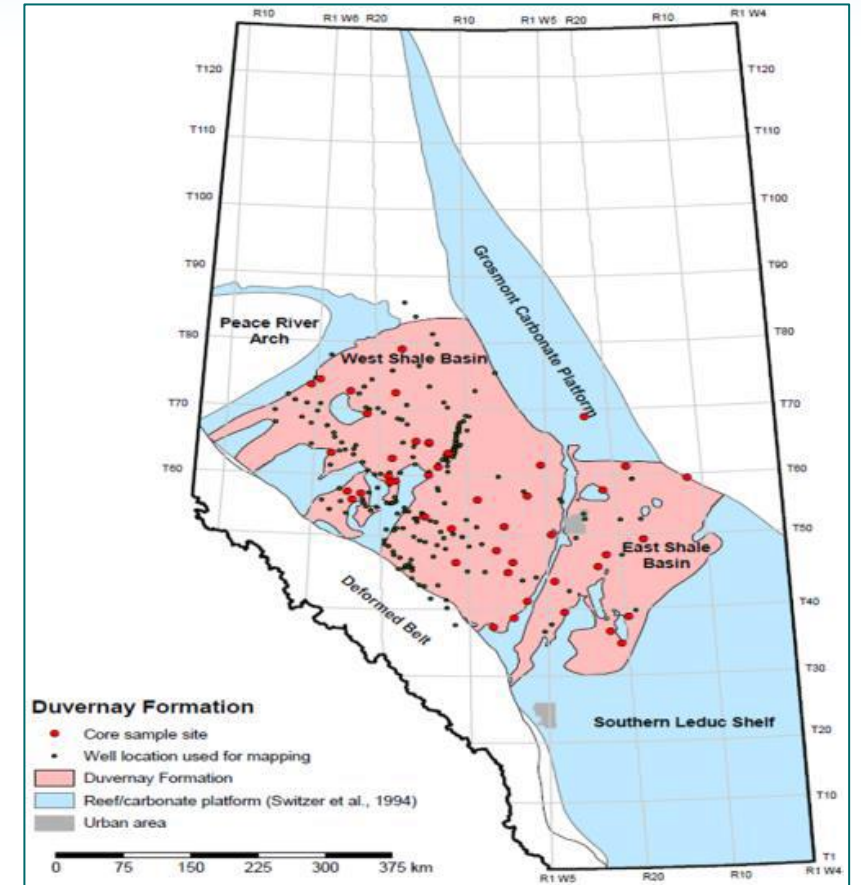 R10
R1 W6 R20
R10
R1 W5 R20
R10
R1 W4
T120
T120
T110
T110
T100
T100
T90
T90
Grosmont Carbonate Platform
Peace River
Arch
T80
T80
West Shale Basin
T70
T70
T60
T60
T50
East Shale
Basin
Deformed Belt
T40
T30
Southern Leduc Shelf
T20
T10
T1
R1 W5
R20
R10
R1 W4
Duvernay Formation
Core sample site
Well location used for mapping
Duvernay Formation
Reef/carbonate platform (Switzer et al., 1994)
Urban area
0 75 150 225 300 375 km